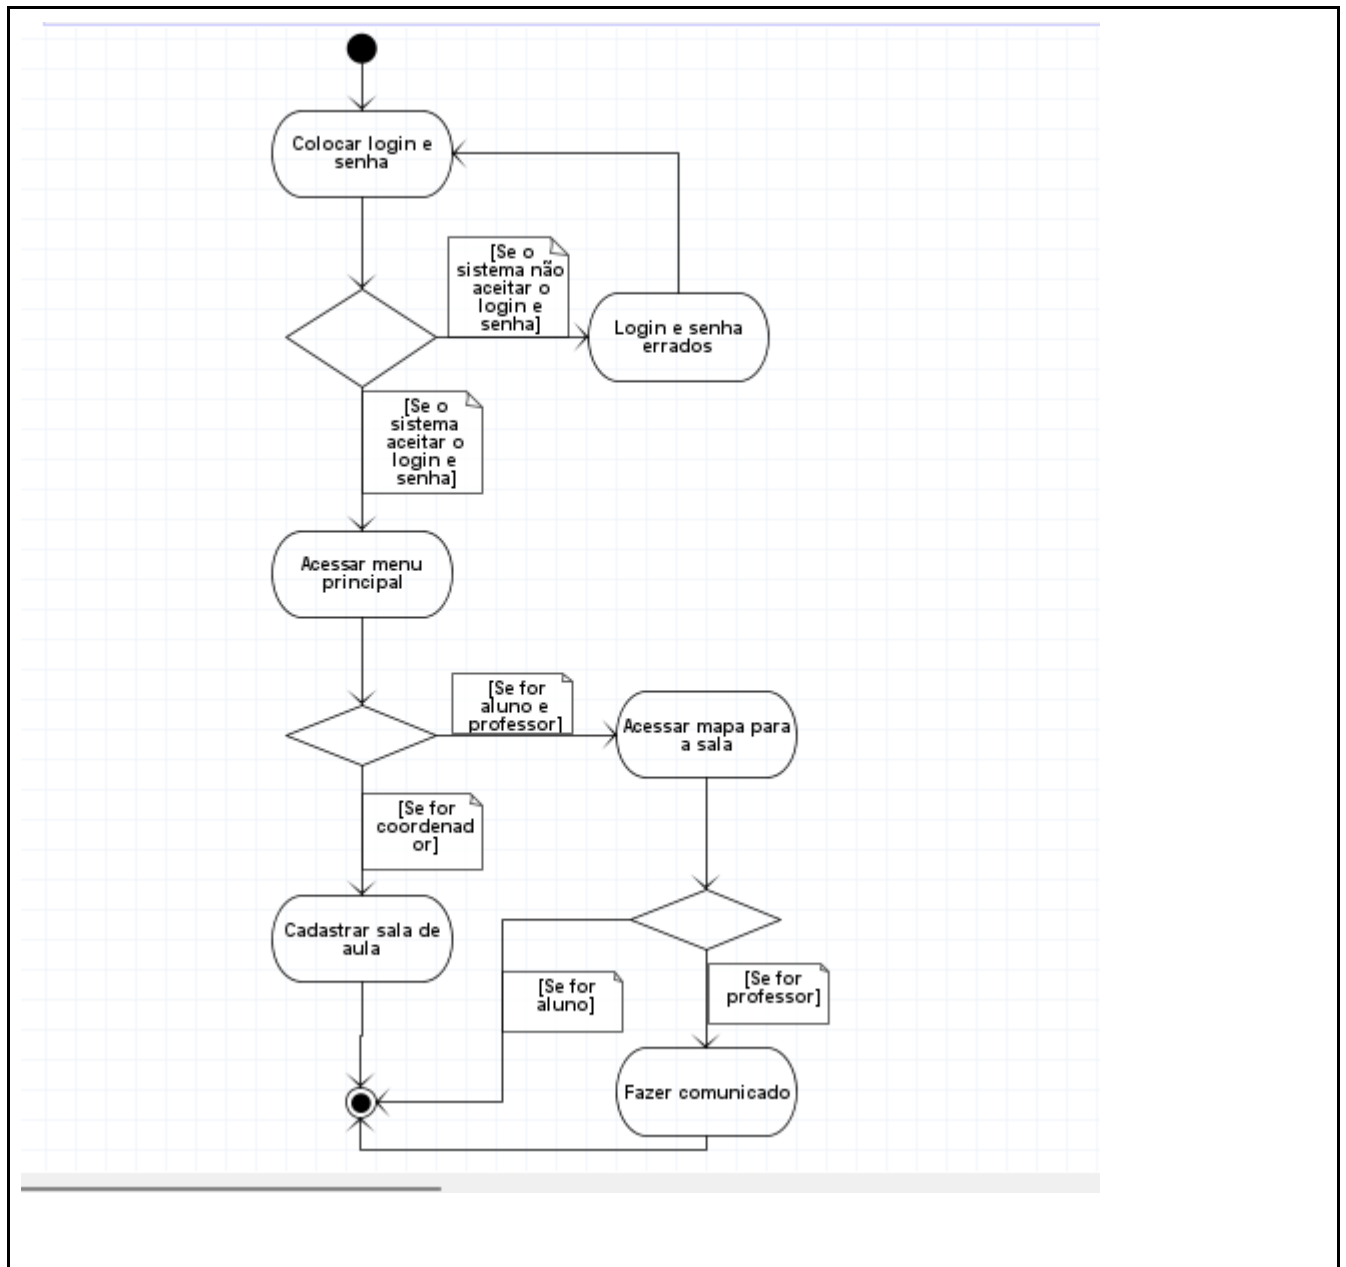 Colocar login e
senha
[Se o
sistema não
aceitar o
login e
senha]
Login e senha
errados
[Se o
sistema
aceitar o
login e
senha]
Acessar menu
principal
[Se for
aluno e
professor]
Acessar mapa para
a sala
[Se for
coordenad
or]
Cadastrar sala de
aula
[Se for
aluno]
[Se for
professor]
Fazer comunicado